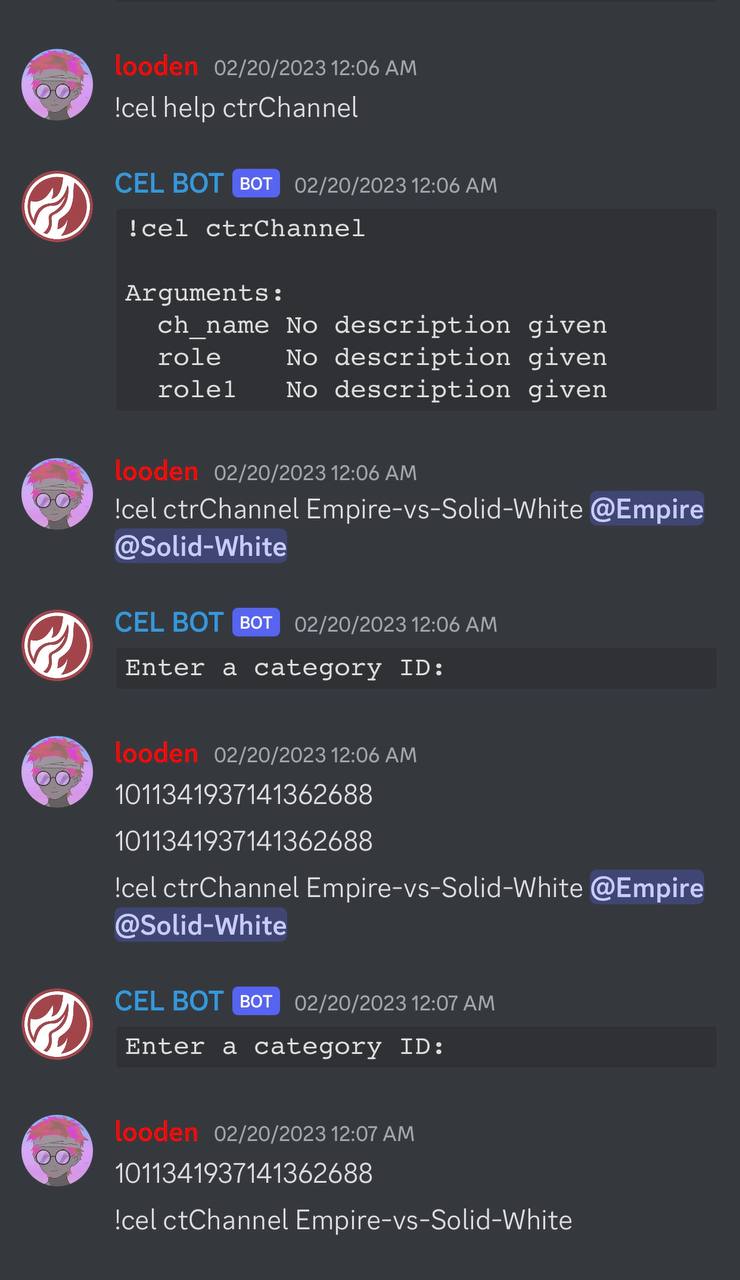 looden 02/20/2023 12:06 AM
!cel help ctrChannel
CEL BOT BOT 02/20/2023 12:06 AM
!cel ctrChannel
Arguments:
ch_name No description given
role No description given
role1 No description given
looden 02/20/2023 12:06 AM
!cel ctrChannel Empire-vs-Solid-White @Empire
@Solid-White
CEL BOT BOT 02/20/2023 12:06 AM
Enter a category ID:
looden 02/20/2023 12:06 AM
1011341937141362688
1011341937141362688
!cel ctrChannel Empire-vs-Solid-White @Empire
@Solid-White
CEL BOT BOT 02/20/2023 12:07 AM
Enter a category ID:
looden 02/20/2023 12:07 AM
1011341937141362688
!cel ctChannel Empire-vs-Solid-White